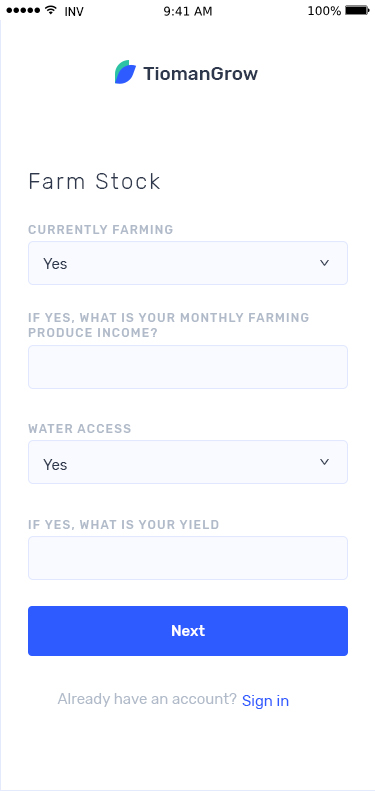 INV 9:41 AM 100%
TiomanGrow
Farm Stock
CURRENTLY FARMING
Yes
IF YES, WHAT IS YOUR MONTHLY FARMING
PRODUCE INCOME?
WATER ACCESS
Yes
IF YES, WHAT IS YOUR YIELD
Next
Already have an account? Sign in